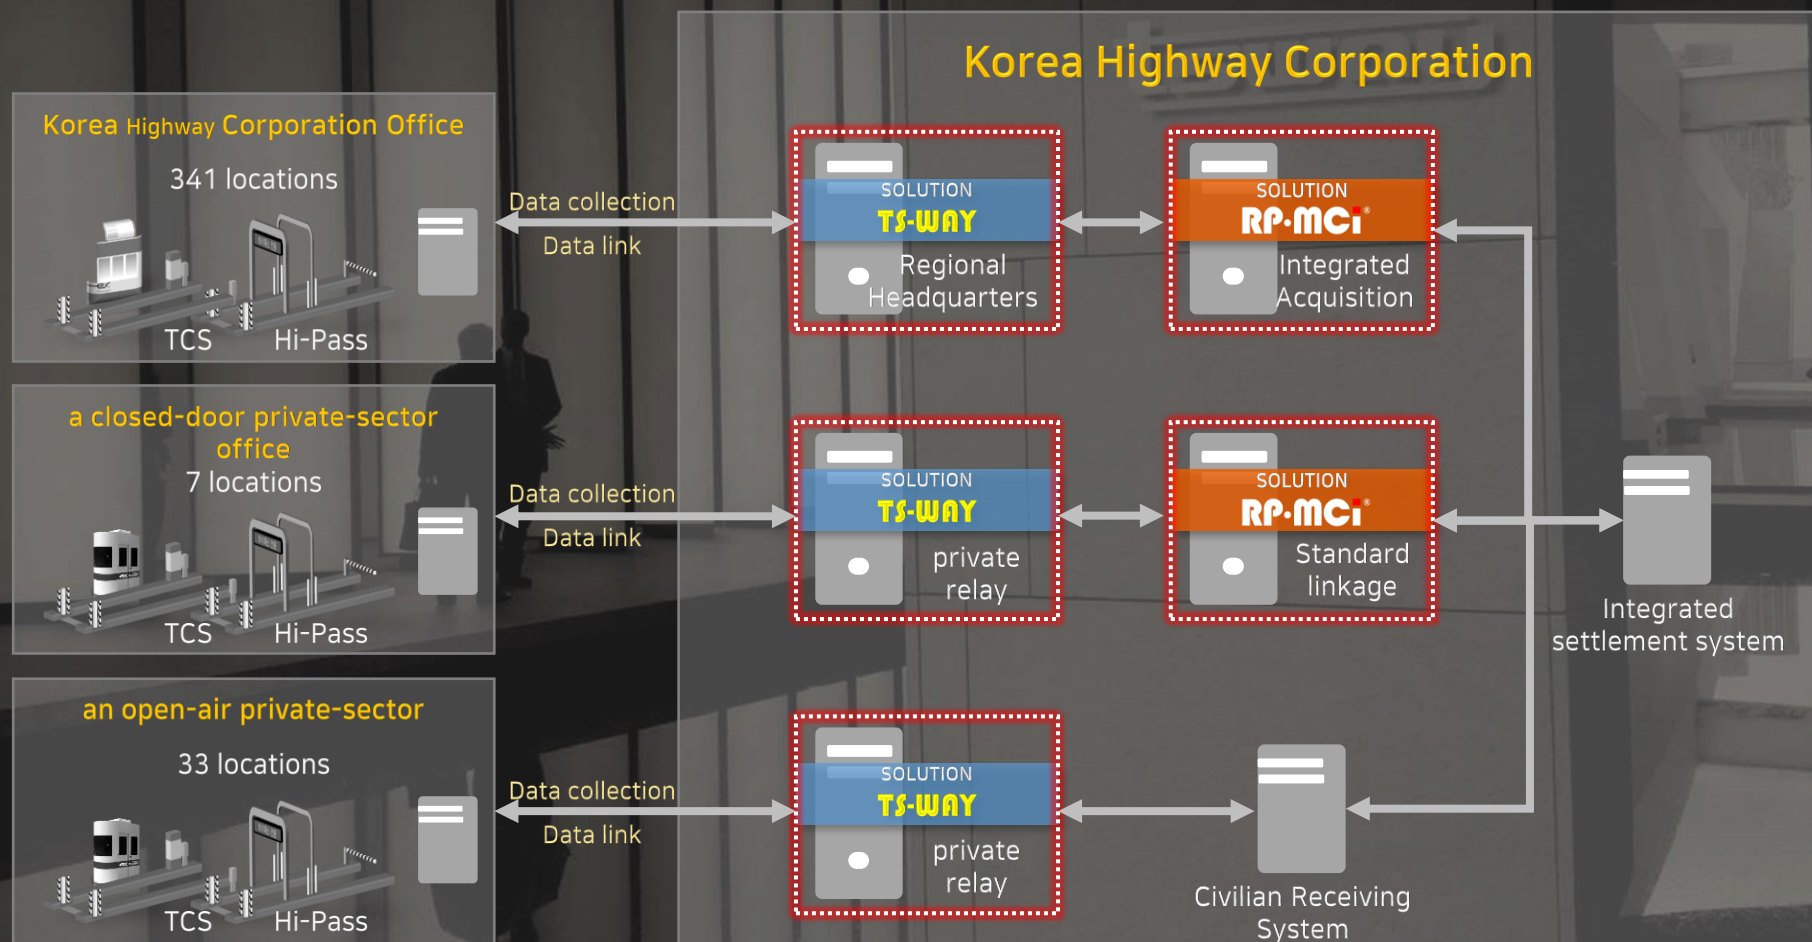 Korea Highway Corporation
Korea Highway Corporation Office
341 locations
TCS
Hi-Pass
Data collection
Data link
SOLUTION
TS-WAY
Regional
Headquarters
SOLUTION
RP·MCi®
Integrated
Acquisition
a closed-door private-sector
office
7 locations
TCS
Hi-Pass
Data collection
Data link
SOLUTION
TS-WAY
private
relay
SOLUTION
RP·MCi®
Standard
linkage
Integrated
settlement system
an open-air private-sector
33 locations
TCS
Hi-Pass
Data collection
Data link
SOLUTION
TS-WAY
private
relay
Civilian Receiving
System